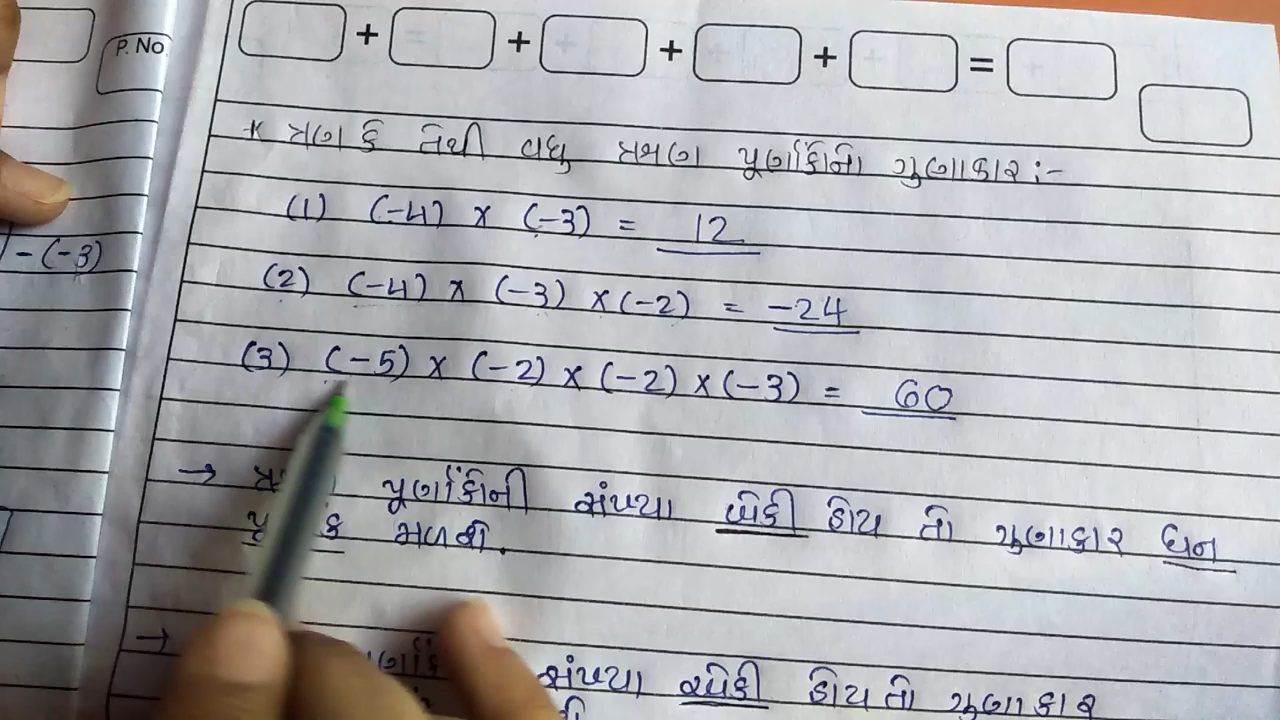 P. No.
- (-3)
+ + + + =
* ત્રણ કે તેથી વધુ ઋણ પૂર્ણાંકોનો ગુણાકાર :-
(1) (-4) x (-3) = 12
(2) (-4) x (-3) x (-2) = -24
(3) (-5) x (-2) x (-2) x (-3) = 60
→ પૂર્ણાંકોની સંખ્યા બેકી હોય તો ગુણાકાર ધન
મળશે.
→ સંખ્યા એકી હોય તો ગુણાકાર